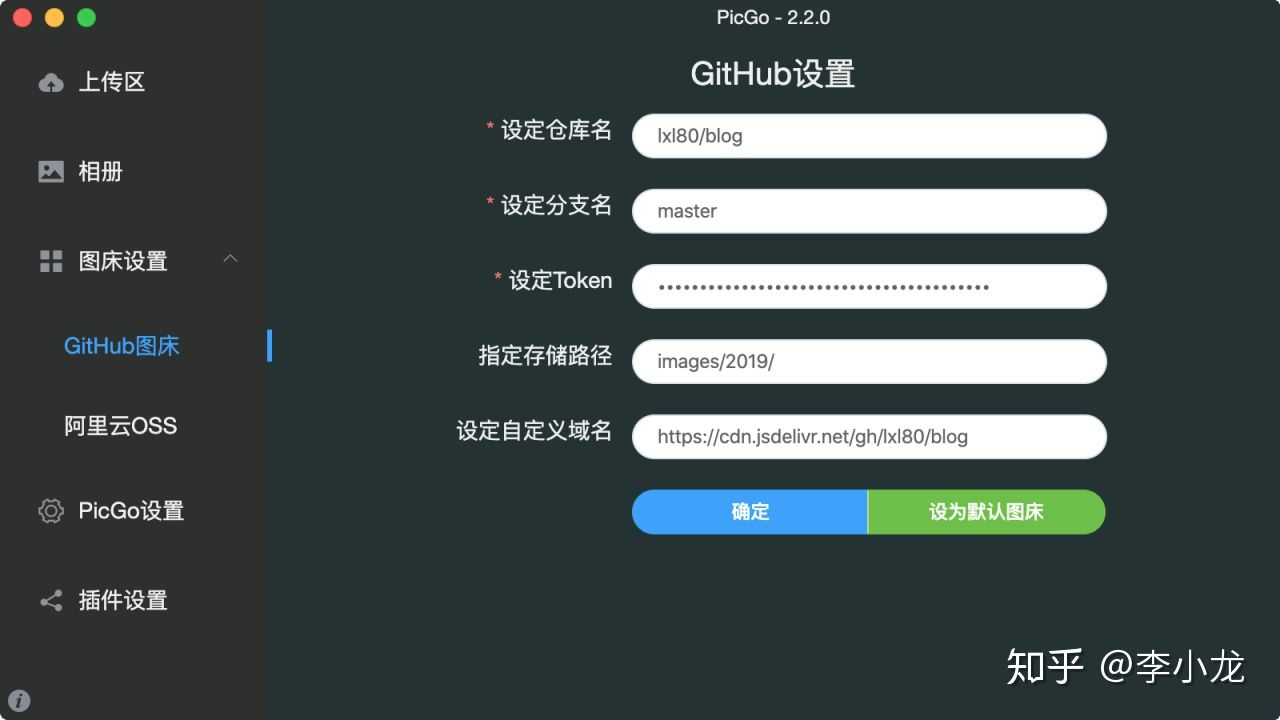 PicGo - 2.2.0
上传区
相册
图床设置
GitHub图床
阿里云OSS
PicGo设置
插件设置
GitHub设置
* 设定仓库名
lxl80/blog
* 设定分支名
master
* 设定Token
••••••••••••••••••••••••••••••••••••••••
指定存储路径
images/2019/
设定自定义域名
https://cdn.jsdelivr.net/gh/lxl80/blog
确定
设为默认图床
知乎 @李小龙